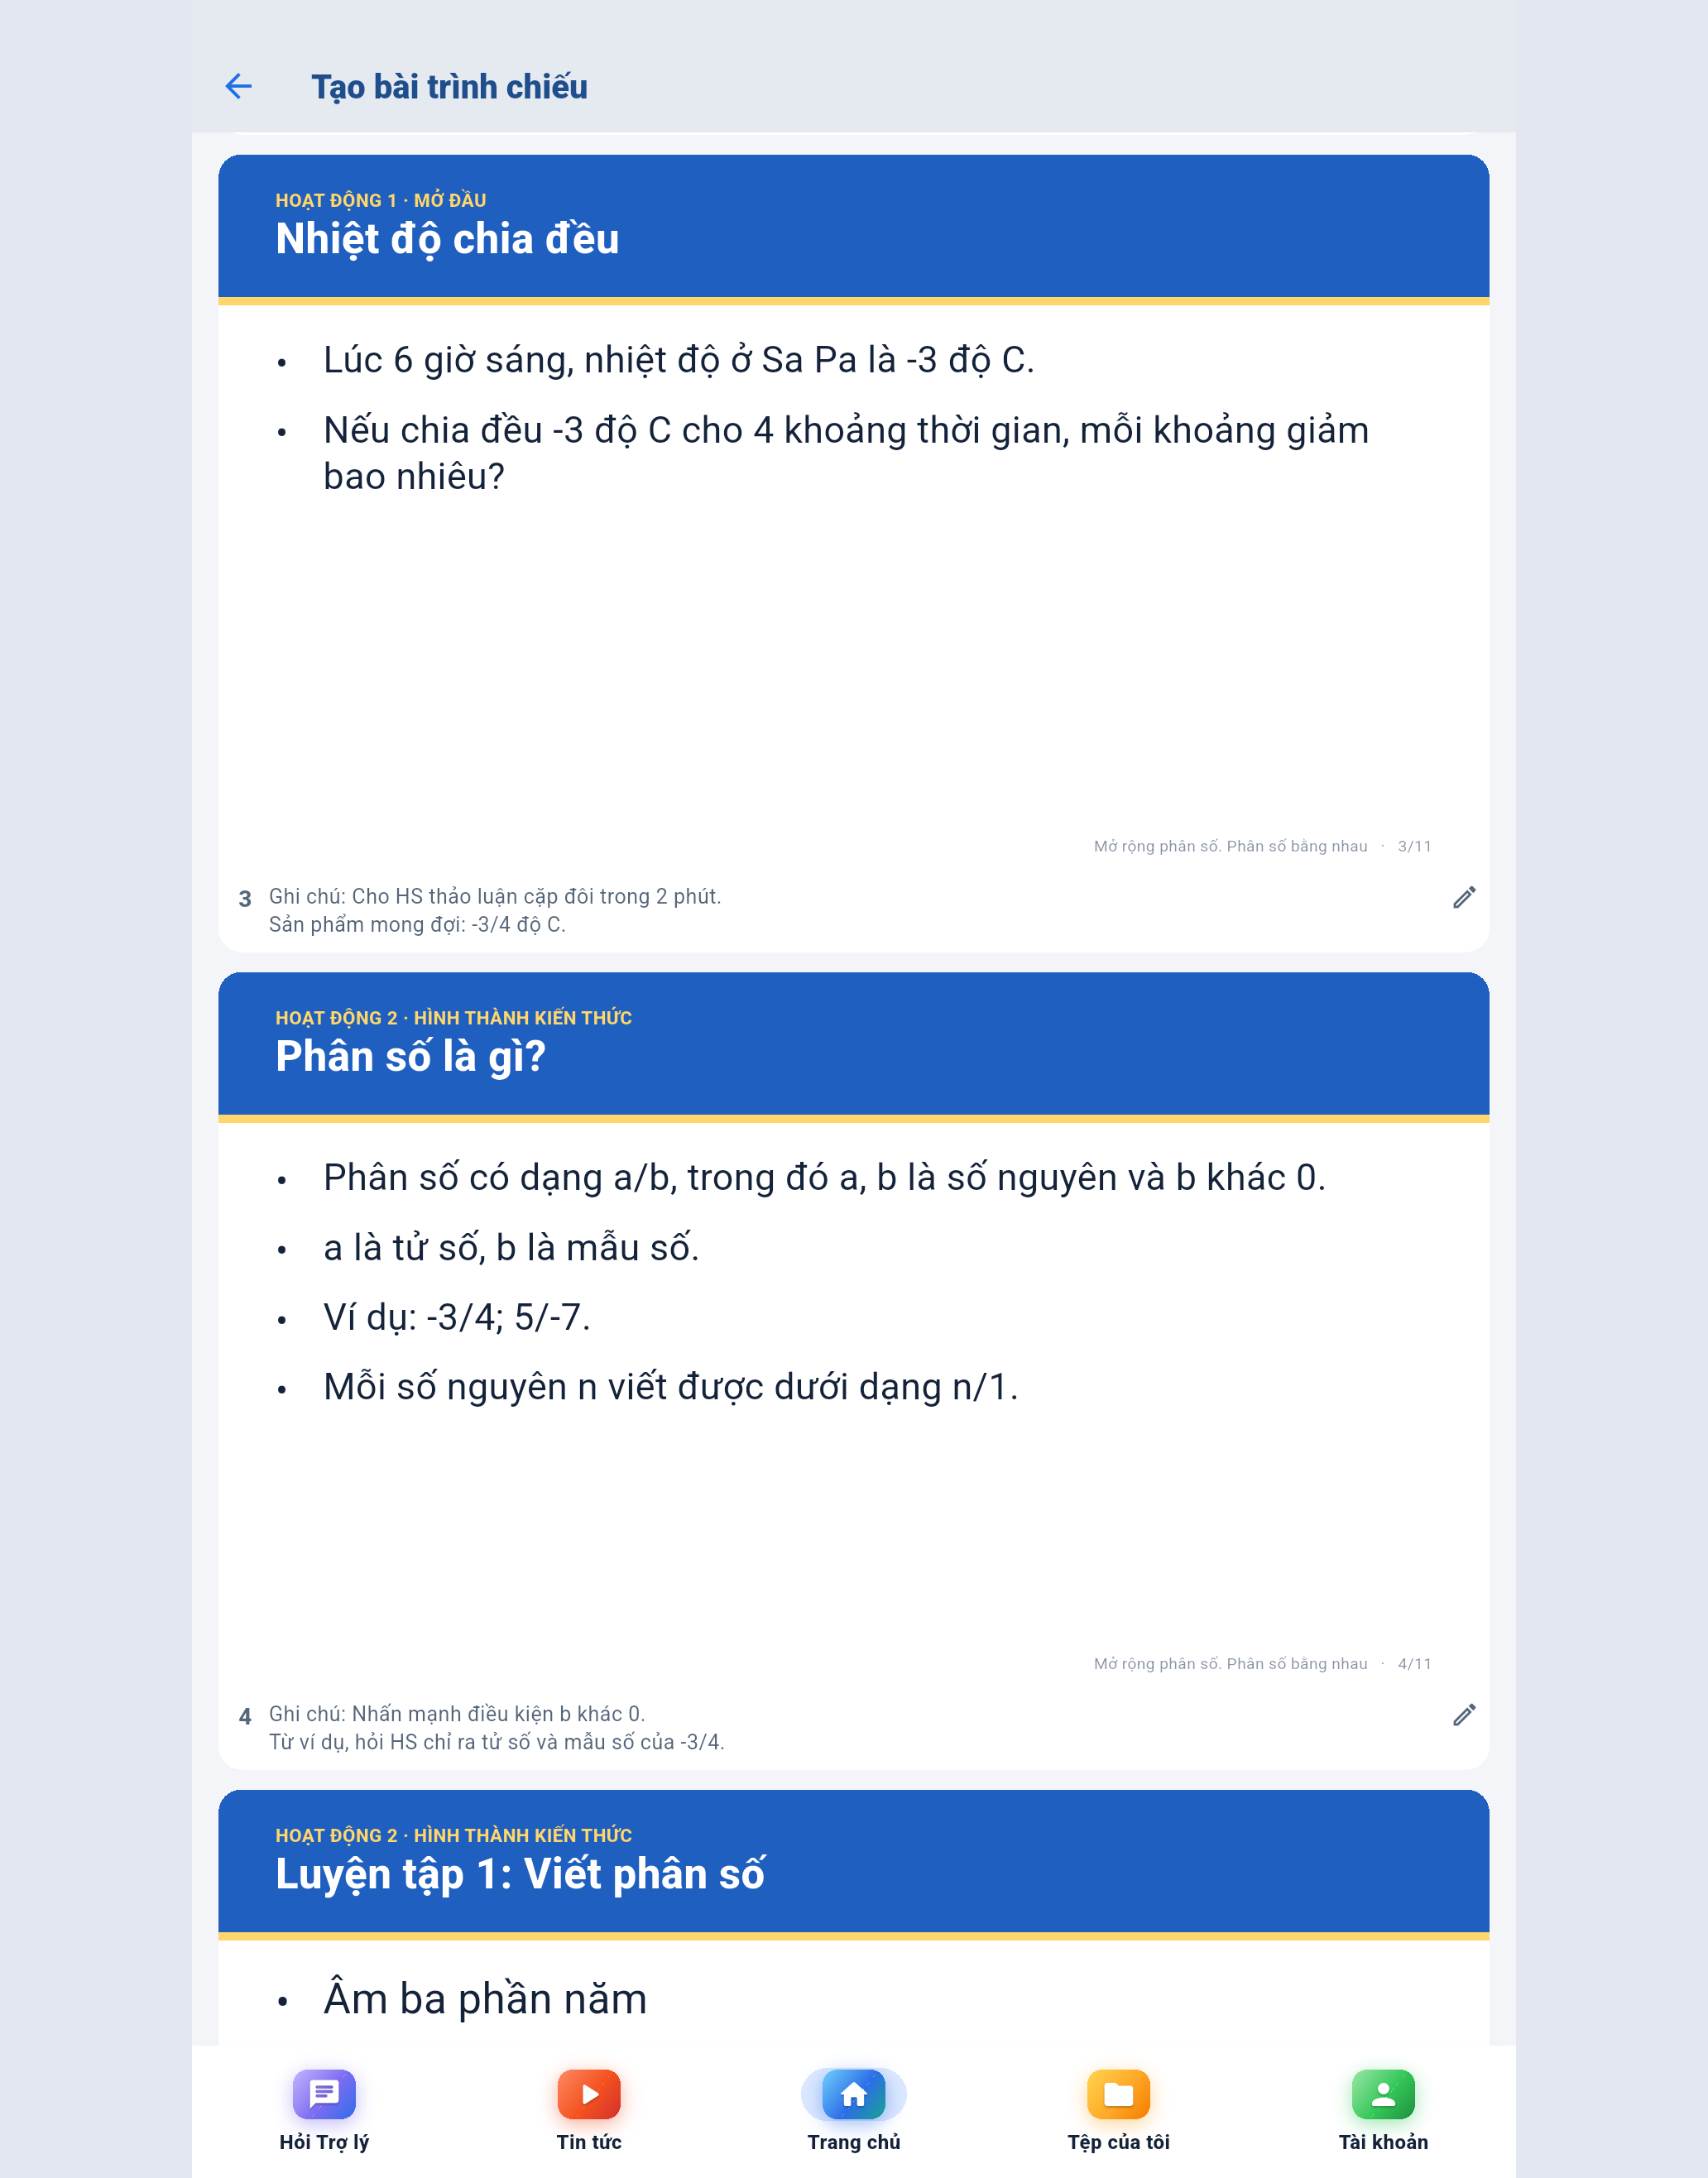 Tạo bài trình chiếu
HOẠT ĐỘNG 1 · MỞ ĐẦU
Nhiệt độ chia đều
• Lúc 6 giờ sáng, nhiệt độ ở Sa Pa là -3 độ C.
• Nếu chia đều -3 độ C cho 4 khoảng thời gian, mỗi khoảng giảm
bao nhiêu?
Mở rộng phân số. Phân số bằng nhau · 3/11
3 Ghi chú: Cho HS thảo luận cặp đôi trong 2 phút.
Sản phẩm mong đợi: -3/4 độ C.
HOẠT ĐỘNG 2 · HÌNH THÀNH KIẾN THỨC
Phân số là gì?
• Phân số có dạng a/b, trong đó a, b là số nguyên và b khác 0.
• a là tử số, b là mẫu số.
• Ví dụ: -3/4; 5/-7.
• Mỗi số nguyên n viết được dưới dạng n/1.
Mở rộng phân số. Phân số bằng nhau · 4/11
4 Ghi chú: Nhấn mạnh điều kiện b khác 0.
Từ ví dụ, hỏi HS chỉ ra tử số và mẫu số của -3/4.
HOẠT ĐỘNG 2 · HÌNH THÀNH KIẾN THỨC
Luyện tập 1: Viết phân số
• Âm ba phần năm
Hỏi Trợ lý
Tin tức
Trang chủ
Tệp của tôi
Tài khoản